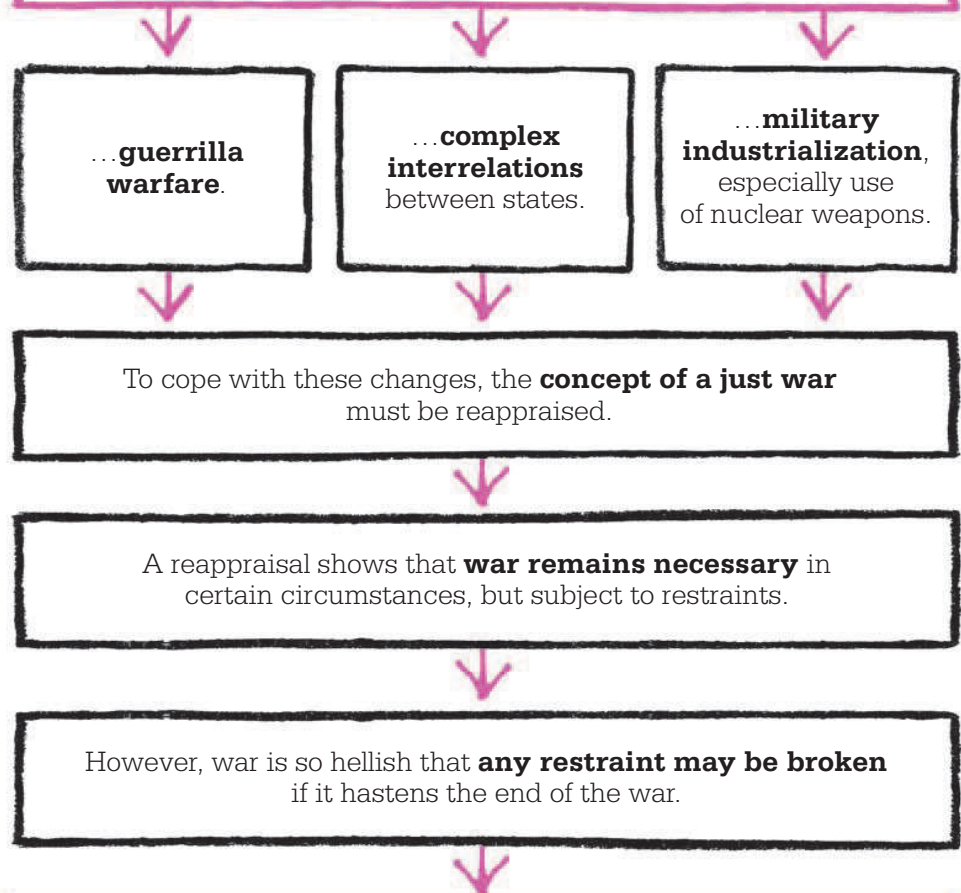 …guerrilla
warfare.
…complex
interrelations
between states.
…military
industrialization,
especially use
of nuclear weapons.
To cope with these changes, the concept of a just war
must be reappraised.
A reappraisal shows that war remains necessary in
certain circumstances, but subject to restraints.
However, war is so hellish that any restraint may be broken
if it hastens the end of the war.